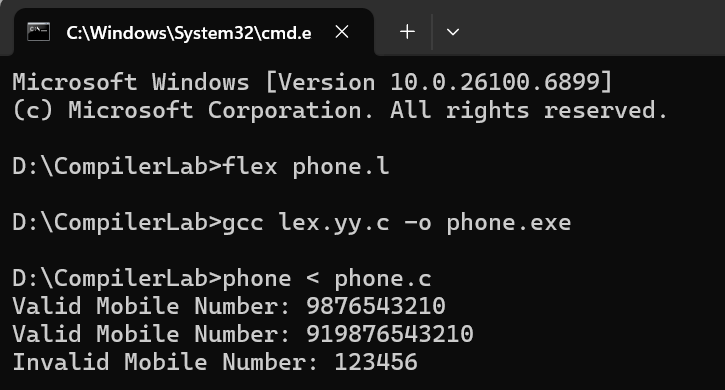 C:\Windows\System32\cmd.e
Microsoft Windows [Version 10.0.26100.6899]
(c) Microsoft Corporation. All rights reserved.
D:\CompilerLab>flex phone.l
D:\CompilerLab>gcc lex.yy.c -o phone.exe
D:\CompilerLab>phone < phone.c
Valid Mobile Number: 9876543210
Valid Mobile Number: 919876543210
Invalid Mobile Number: 123456